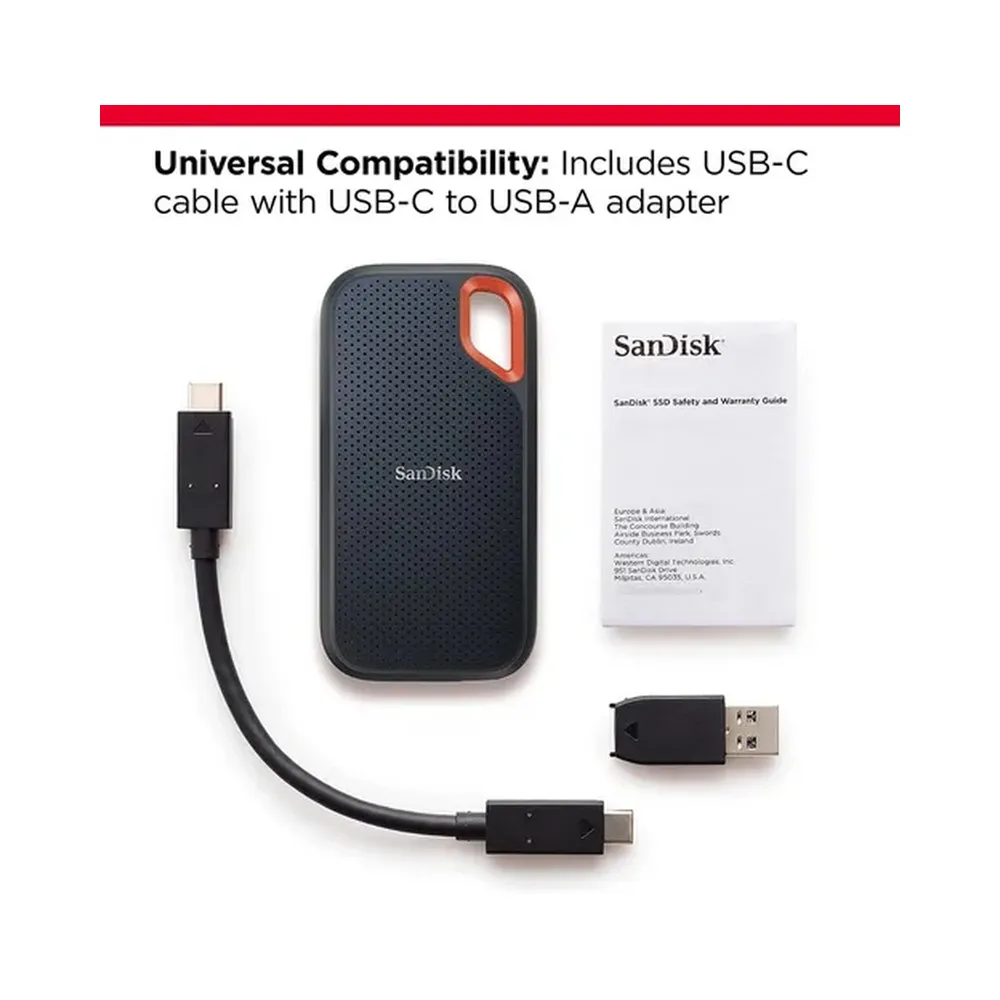 Universal Compatibility: Includes USB-C
cable with USB-C to USB-A adapter
SanDisk
SanDisk
SanDisk® SSD Safety and Warranty Guide
Europe & Asia:
SanDisk International
The Concourse Building
Airside Business Park, Swords
County Dublin, Ireland
Americas:
Western Digital Technologies, Inc.
951 SanDisk Drive
Milpitas, CA 95035, U.S.A.